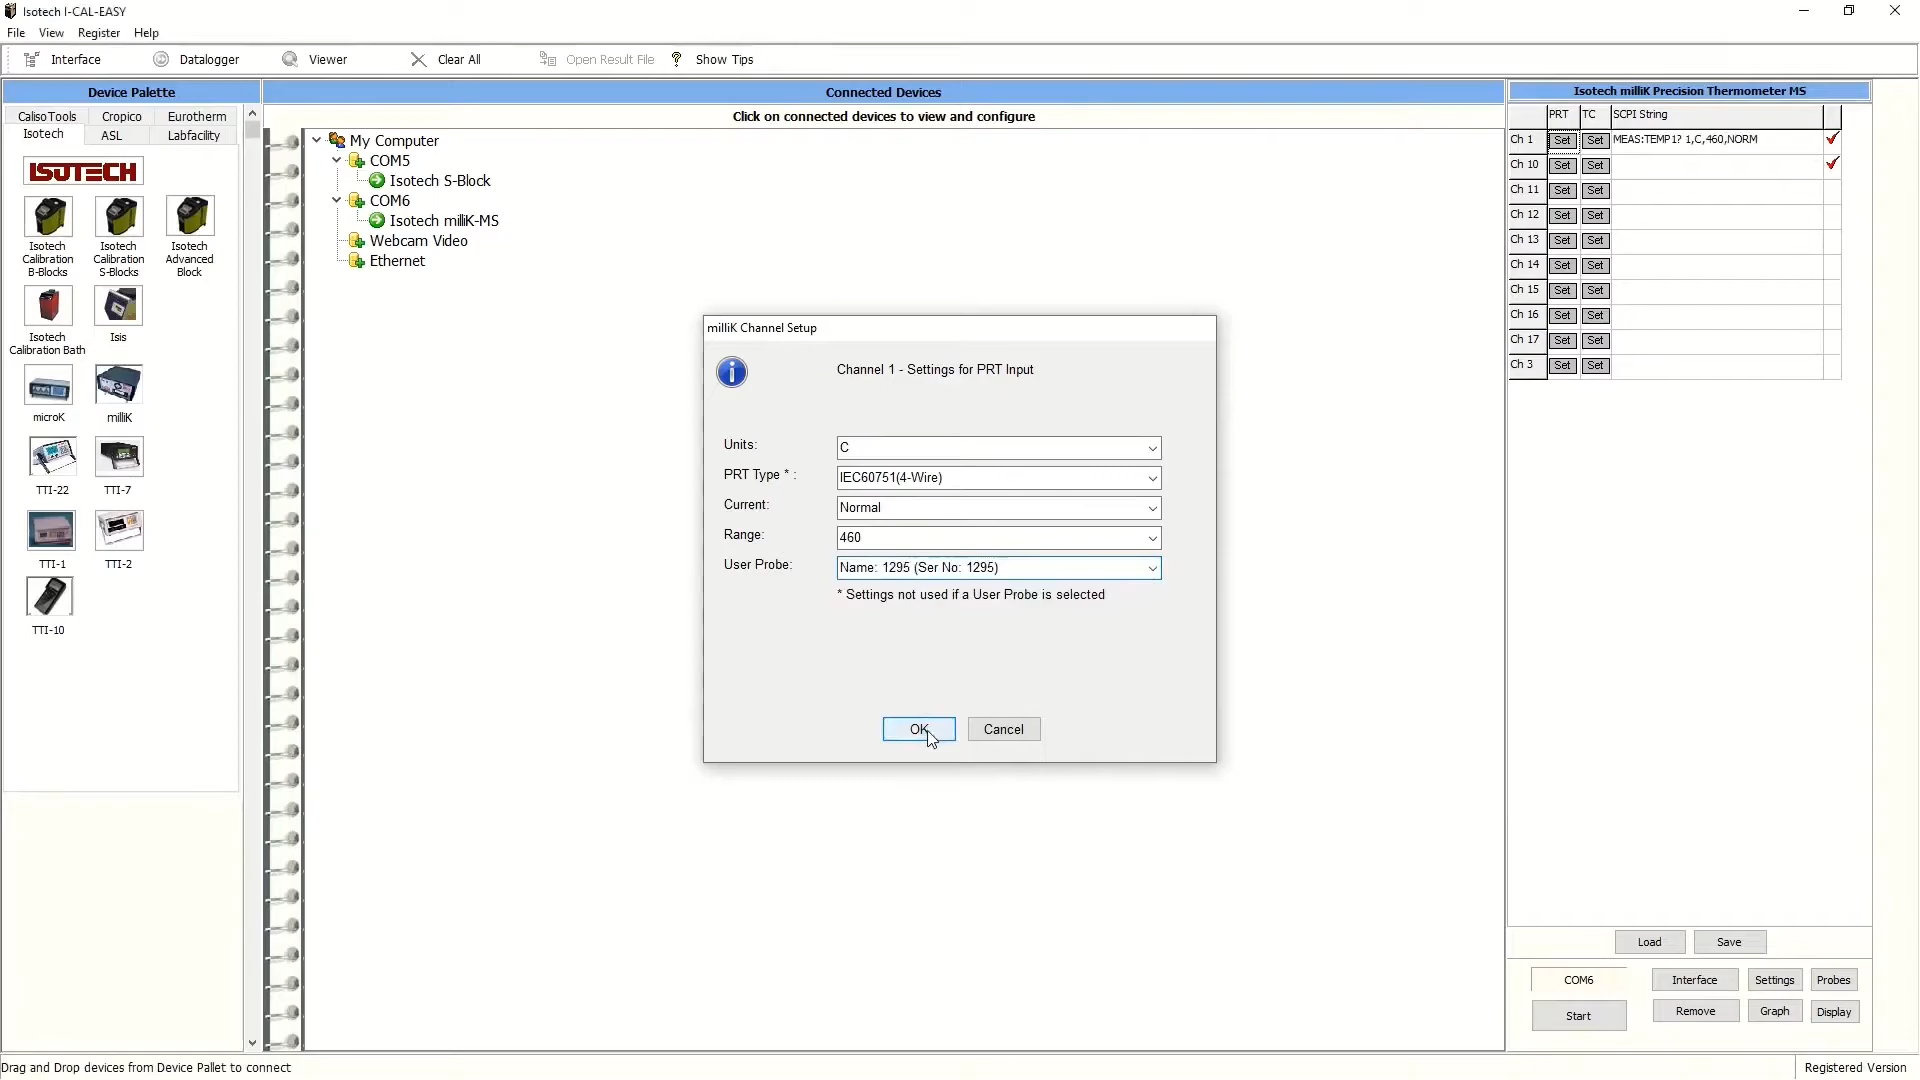 Isotech I-CAL-EASY
File View Register Help
Interface Datalogger Viewer Clear All Open Result File ? Show Tips
Device Palette
CalisoTools Cropico Eurotherm
Isotech ASL Labfacility
ISOTECH
Isotech Calibration B-Blocks
Isotech Calibration S-Blocks
Isotech Advanced Block
Isotech Calibration Bath
Isis
microK
milliK
TTI-22
TTI-7
TTI-1
TTI-2
TTI-10
Connected Devices
Click on connected devices to view and configure
My Computer
COM5
Isotech S-Block
COM6
Isotech milliK-MS
Webcam Video
Ethernet
milliK Channel Setup
Channel 1 - Settings for PRT Input
Units: C
PRT Type * : IEC60751(4-Wire)
Current: Normal
Range: 460
User Probe: Name: 1295 (Ser No: 1295)
* Settings not used if a User Probe is selected
OK Cancel
Isotech milliK Precision Thermometer MS
PRT TC SCPI String
Ch 1 Set Set MEAS:TEMP1? 1,C,460,NORM
Ch 10 Set Set
Ch 11 Set Set
Ch 12 Set Set
Ch 13 Set Set
Ch 14 Set Set
Ch 15 Set Set
Ch 16 Set Set
Ch 17 Set Set
Ch 3 Set Set
Load Save
COM6 Interface Settings Probes
Start Remove Graph Display
Drag and Drop devices from Device Pallet to connect
Registered Version